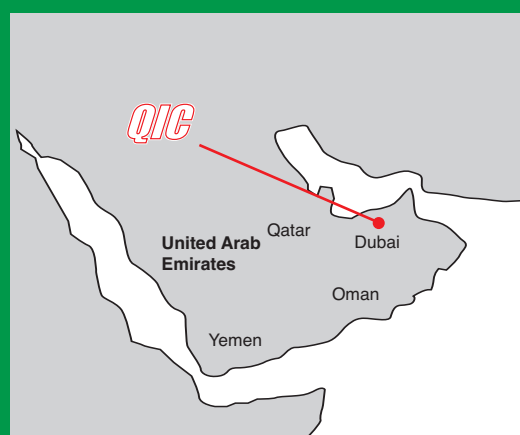 QIC
Qatar
United Arab
Emirates
Dubai
Oman
Yemen